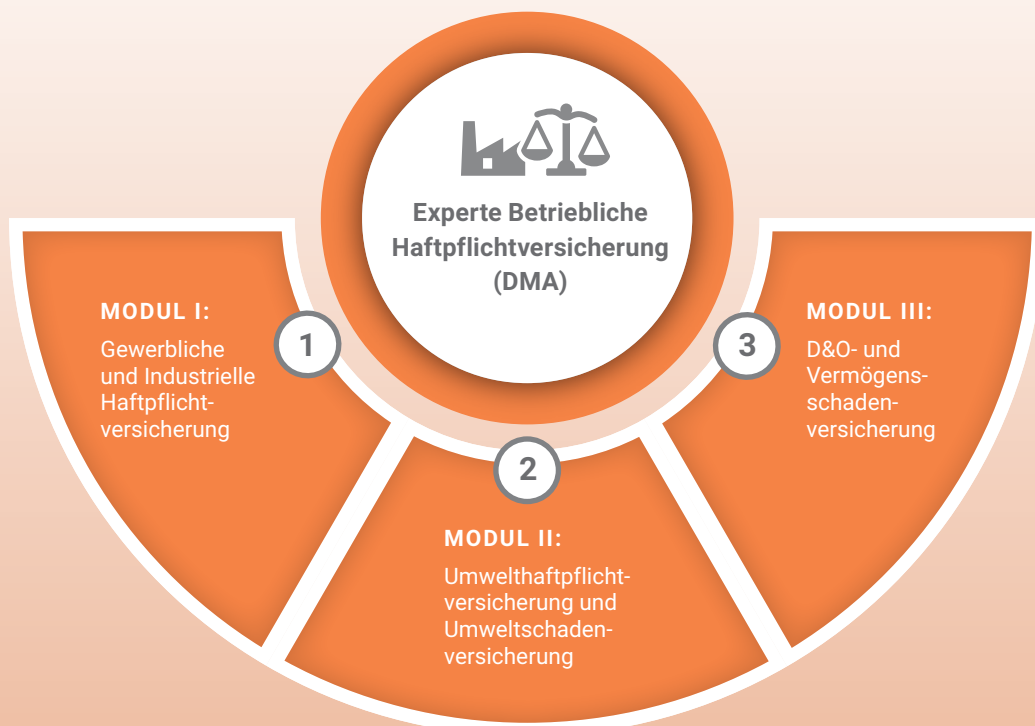 Experte Betriebliche
Haftpflichtversicherung
(DMA)
1
MODUL I:
Gewerbliche
und Industrielle
Haftpflicht-
versicherung
2
MODUL II:
Umwelthaftpflicht-
versicherung und
Umweltschaden-
versicherung
3
MODUL III:
D&O- und
Vermögens-
schaden-
versicherung